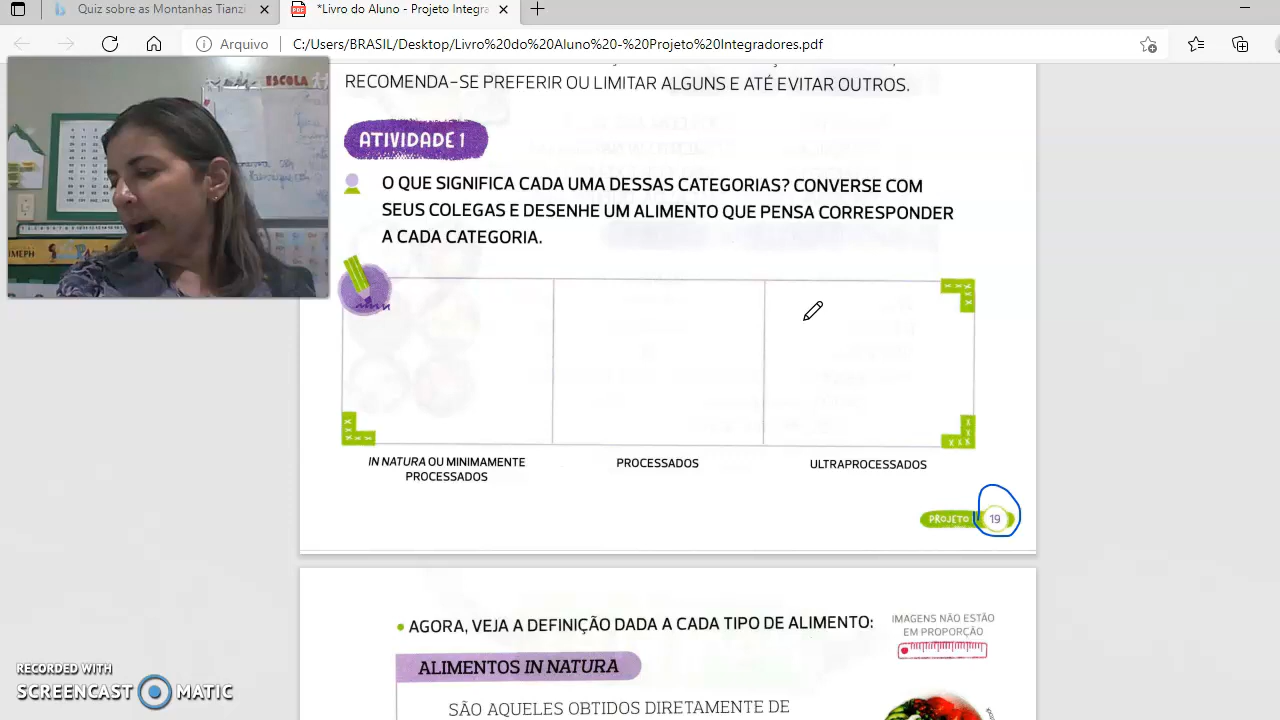 Quiz sobre as Montanhas Tianzi
*Livro do Aluno - Projeto Integra
Arquivo
C:/Users/BRASIL/Desktop/Livro%20do%20Aluno%20-%20Projeto%20Integradores.pdf
ESCOLA
IMEPH
RECOMENDA-SE PREFERIR OU LIMITAR ALGUNS E ATÉ EVITAR OUTROS.
ATIVIDADE 1
O QUE SIGNIFICA CADA UMA DESSAS CATEGORIAS? CONVERSE COM
SEUS COLEGAS E DESENHE UM ALIMENTO QUE PENSA CORRESPONDER
A CADA CATEGORIA.
IN NATURA OU MINIMAMENTE
PROCESSADOS
PROCESSADOS
ULTRAPROCESSADOS
PROJETO 19
AGORA, VEJA A DEFINIÇÃO DADA A CADA TIPO DE ALIMENTO:
IMAGENS NÃO ESTÃO
EM PROPORÇÃO
ALIMENTOS IN NATURA
SÃO AQUELES OBTIDOS DIRETAMENTE DE
RECORDED WITH
SCREENCAST MATIC